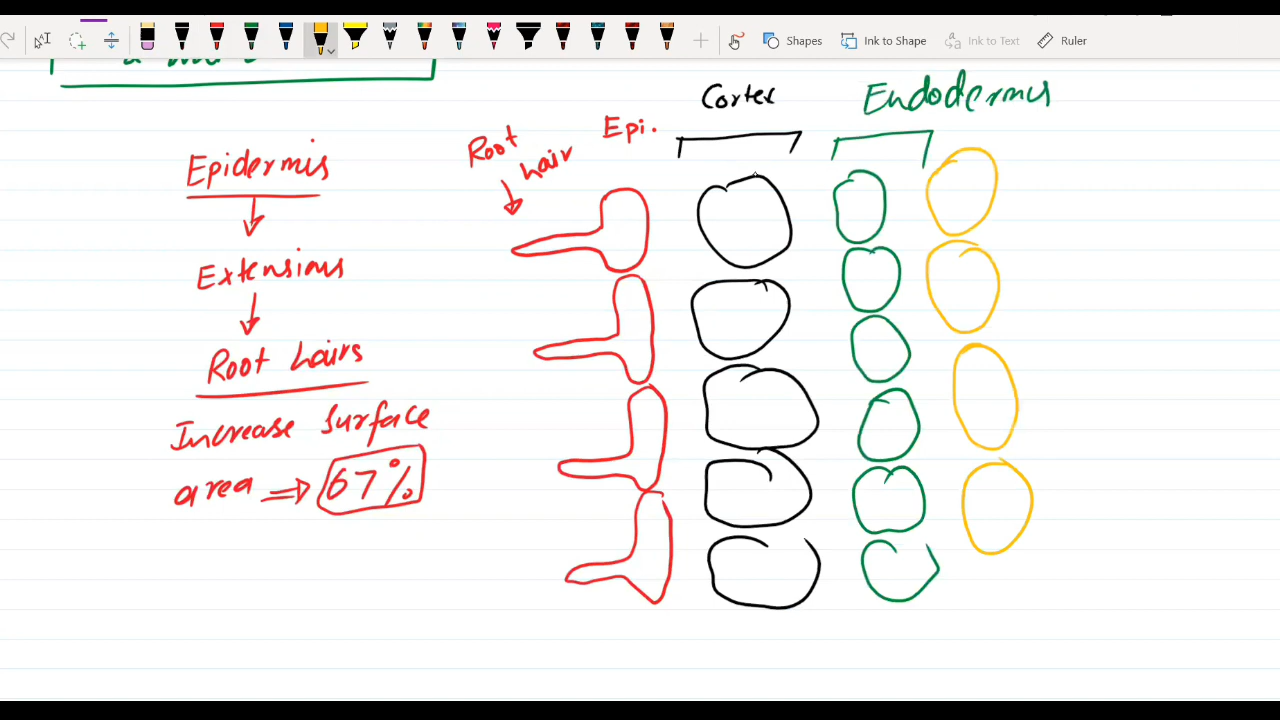 Shapes
Ink to Shape
Ink to Text
Ruler
Cortex
Endodermis
Epi.
Root
hair
Epidermis
Extensions
Root hairs
Increase surface
area ⇒ 67%